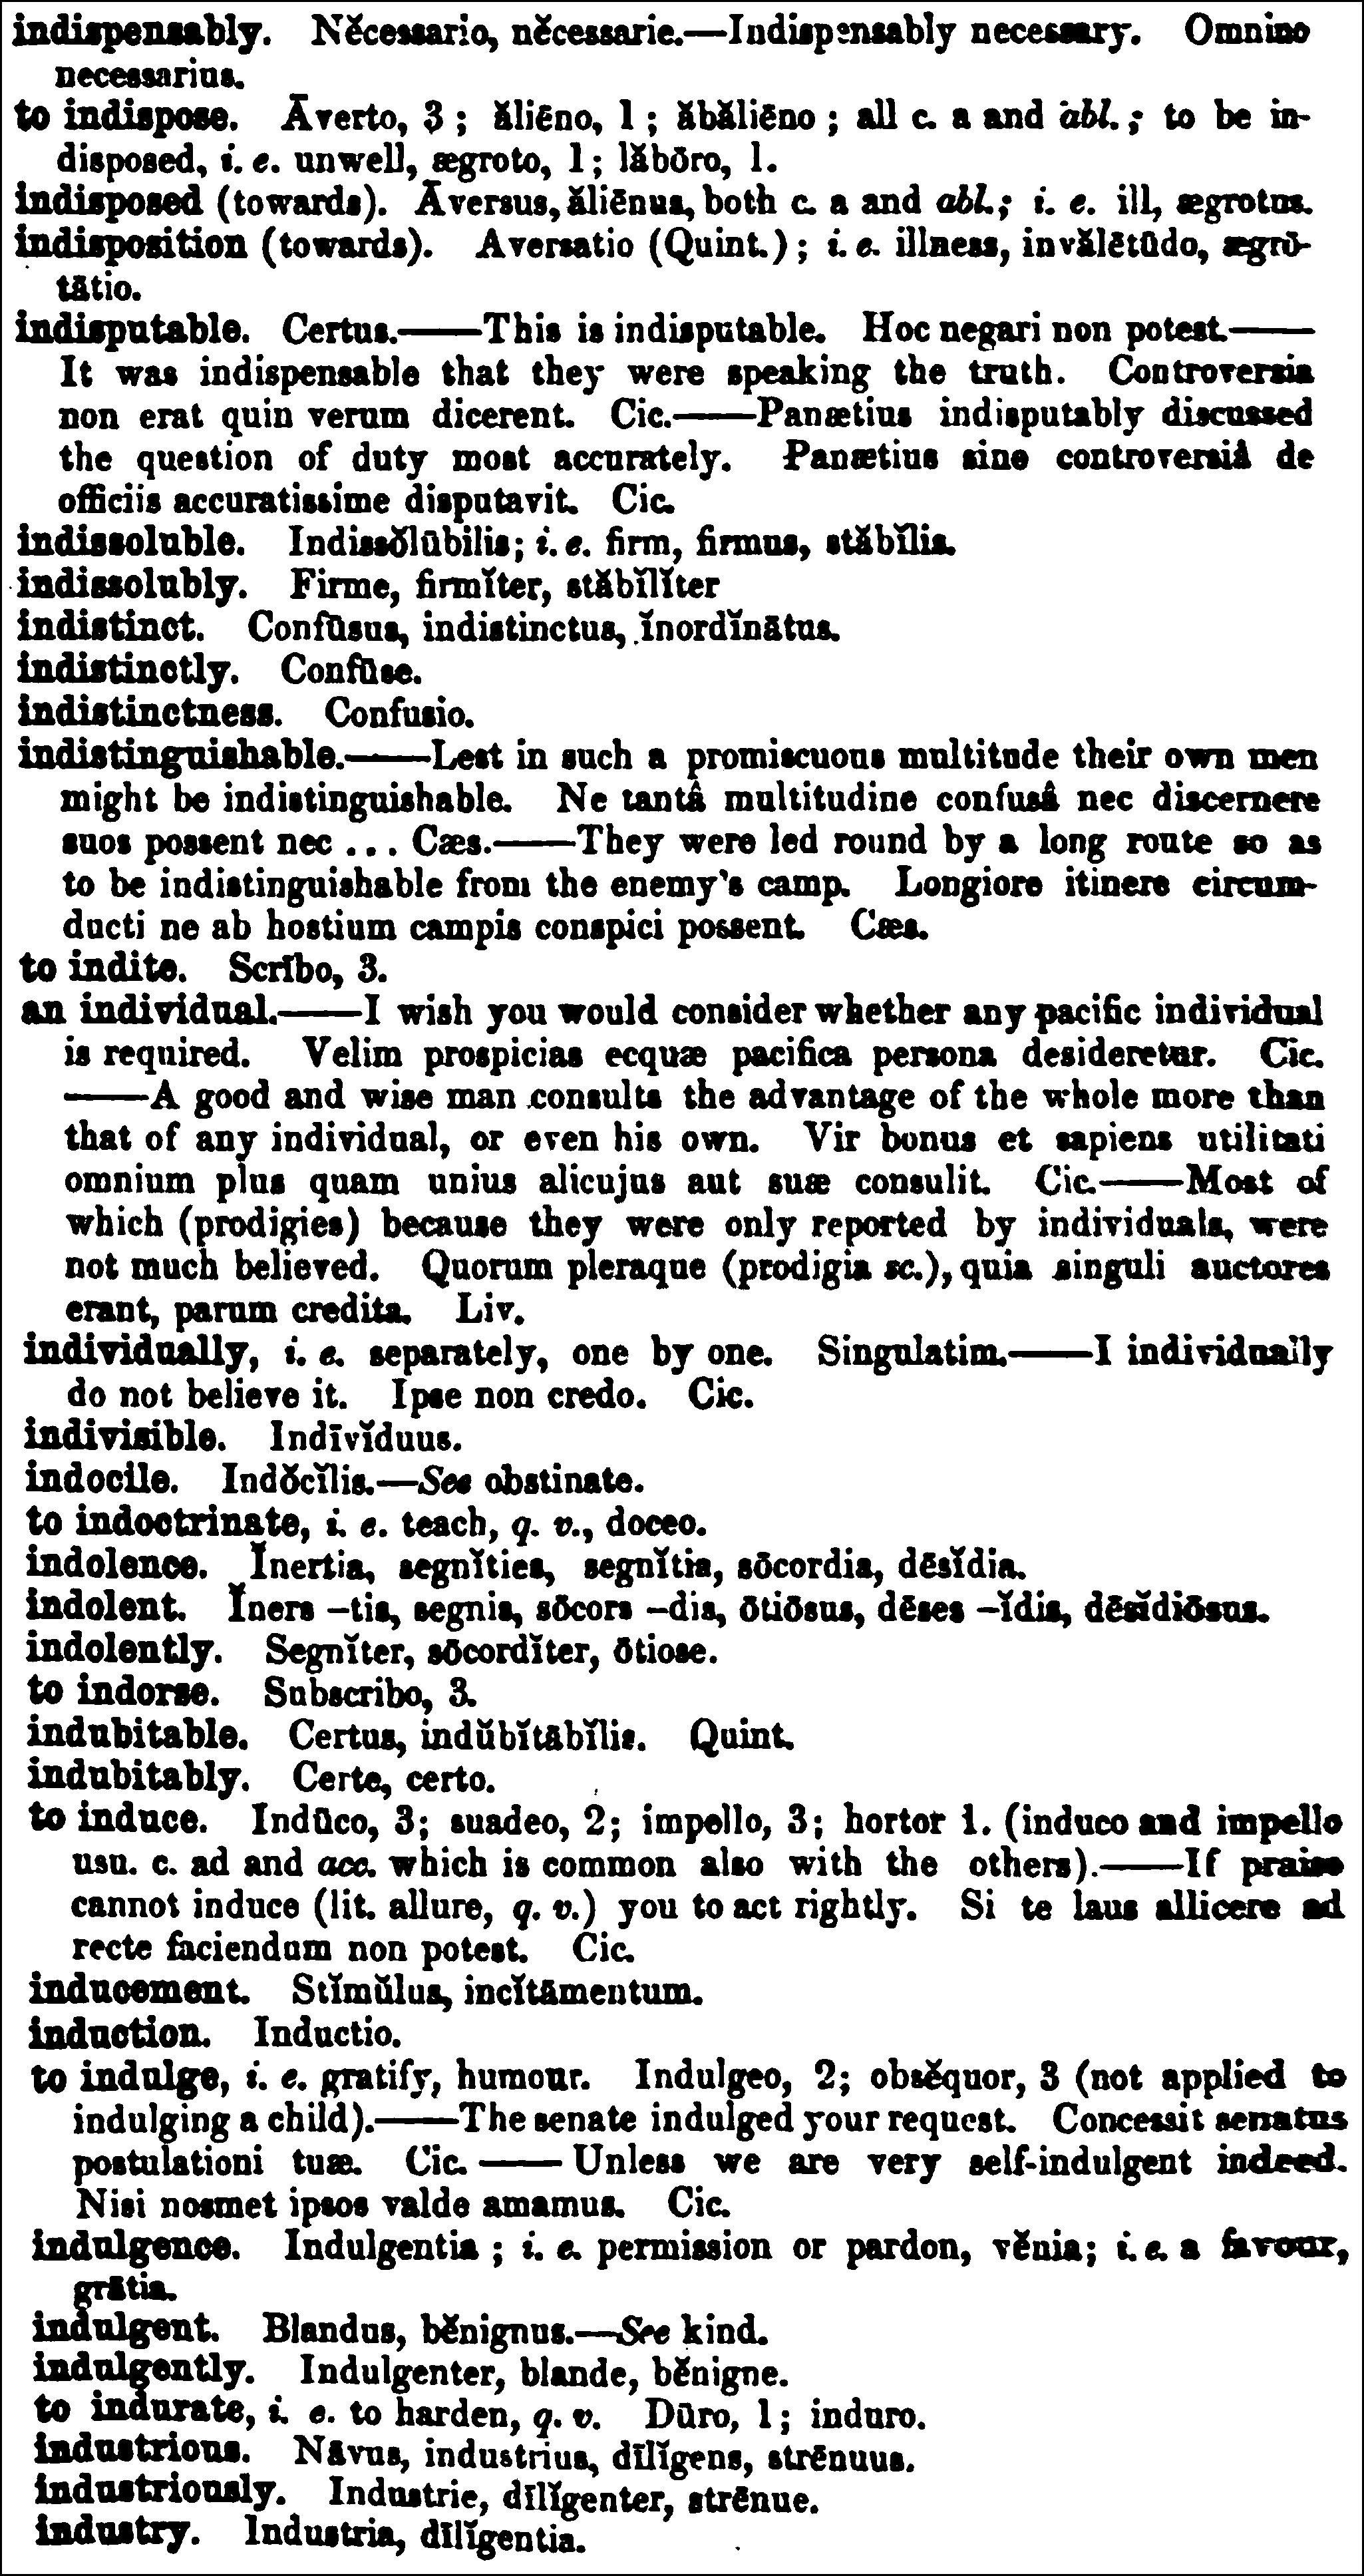 indispensably. Nĕcessario, nĕcessarie.—Indispensably necessary. Omnino
necessarius.
to indispose. Āverto, 3; ăliēno, 1; ăbăliēno; all c. a and abl.; to be in-
disposed, i. e. unwell, ægroto, 1; lăbōro, 1.
indisposed (towards). Āversus, ăliēnus, both c. a and abl.; i. e. ill, ægrotus.
indisposition (towards). Aversatio (Quint.); i. e. illness, invălētūdo, ægrō-
tātio.
indisputable. Certus.——This is indisputable. Hoc negari non potest.——
It was indispensable that they were speaking the truth. Controversia
non erat quin verum dicerent. Cic.——Panætius indisputably discussed
the question of duty most accurately. Panætius sine controversiâ de
officiis accuratissime disputavit. Cic.
indissoluble. Indissŏlūbilis; i. e. firm, firmus, stăbĭlis.
indissolubly. Firme, firmĭter, stăbĭlĭter
indistinct. Confūsus, indistinctus, ĭnordĭnātus.
indistinctly. Confūse.
indistinctness. Confusio.
indistinguishable.——Lest in such a promiscuous multitude their own men
might be indistinguishable. Ne tantâ multitudine confusâ nec discernere
suos possent nec ... Cæs.——They were led round by a long route so as
to be indistinguishable from the enemy's camp. Longiore itinere circum-
ducti ne ab hostium campis conspici possent. Cæs.
to indite. Scrībo, 3.
an individual.——I wish you would consider whether any pacific individual
is required. Velim prospicias ecquæ pacifica persona desideretur. Cic.
——A good and wise man consults the advantage of the whole more than
that of any individual, or even his own. Vir bonus et sapiens utilitati
omnium plus quam unius alicujus aut suæ consulit. Cic.——Most of
which (prodigies) because they were only reported by individuals, were
not much believed. Quorum pleraque (prodigia sc.), quia singuli auctores
erant, parum credita. Liv.
individually, i. e. separately, one by one. Singulatim.——I individually
do not believe it. Ipse non credo. Cic.
indivisible. Indīvĭduus.
indocile. Indŏcĭlis.—See obstinate.
to indoctrinate, i. e. teach, q. v., doceo.
indolence. Ĭnertia, segnĭties, segnĭtia, sōcordia, dēsĭdia.
indolent. Ĭners -tis, segnis, sōcors -dis, ōtiōsus, dēses -ĭdis, dēsĭdiōsus.
indolently. Segnĭter, sōcordĭter, ōtiose.
to indorse. Subscribo, 3.
indubitable. Certus, indŭbĭtābĭlis. Quint.
indubitably. Certe, certo.
to induce. Indūco, 3; suadeo, 2; impello, 3; hortor 1. (induco and impello
usu. c. ad and acc. which is common also with the others).——If praise
cannot induce (lit. allure, q. v.) you to act rightly. Si te laus allicere ad
recte faciendum non potest. Cic.
inducement. Stĭmŭlus, incĭtāmentum.
induction. Inductio.
to indulge, i. e. gratify, humour. Indulgeo, 2; obsĕquor, 3 (not applied to
indulging a child).——The senate indulged your request. Concessit senatus
postulationi tuæ. Cic.——Unless we are very self-indulgent indeed.
Nisi nosmet ipsos valde amamus. Cic.
indulgence. Indulgentia; i. e. permission or pardon, vĕnia; i. e. a favour,
grātia.
indulgent. Blandus, bĕnignus.—See kind.
indulgently. Indulgenter, blande, bĕnigne.
to indurate, i. e. to harden, q. v. Dūro, 1; induro.
industrious. Nāvus, industrius, dīlĭgens, strēnuus.
industriously. Industrie, dīlĭgenter, strēnue.
industry. Industria, dīlĭgentia.